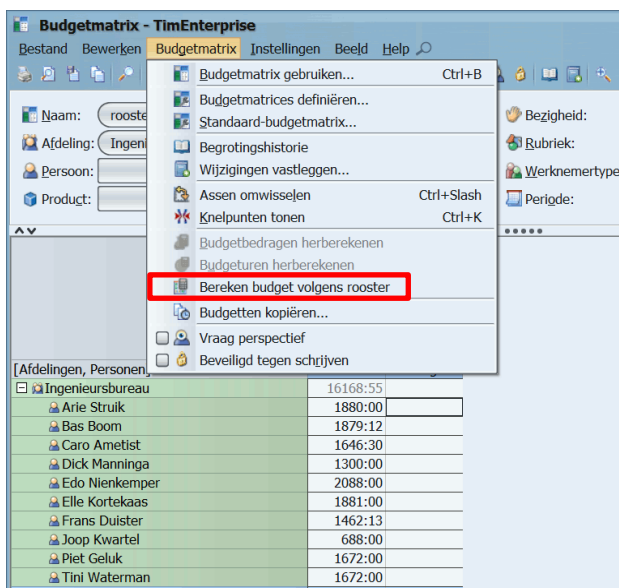 Budgetmatrix - TimEnterprise
Bestand Bewerken Budgetmatrix Instellingen Beeld Help
Budgetmatrix gebruiken... Ctrl+B
Budgetmatrices definiëren...
Naam: rooste
Standaard-budgetmatrix...
Bezigheid:
Afdeling: Ingeni
Begrotingshistorie
Rubriek:
Persoon:
Wijzigingen vastleggen...
Werknemertype
Product:
Assen omwisselen Ctrl+Slash
Periode:
Knelpunten tonen Ctrl+K
Budgetbedragen herberekenen
Budgeturen herberekenen
Bereken budget volgens rooster
Budgetten kopiëren...
Vraag perspectief
Beveiligd tegen schrijven
[Afdelingen, Personen]
Ingenieursbureau 16168:55
Arie Struik 1880:00
Bas Boom 1879:12
Caro Ametist 1646:30
Dick Manninga 1300:00
Edo Nienkemper 2088:00
Elle Kortekaas 1881:00
Frans Duister 1462:13
Joop Kwartel 688:00
Piet Geluk 1672:00
Tini Waterman 1672:00